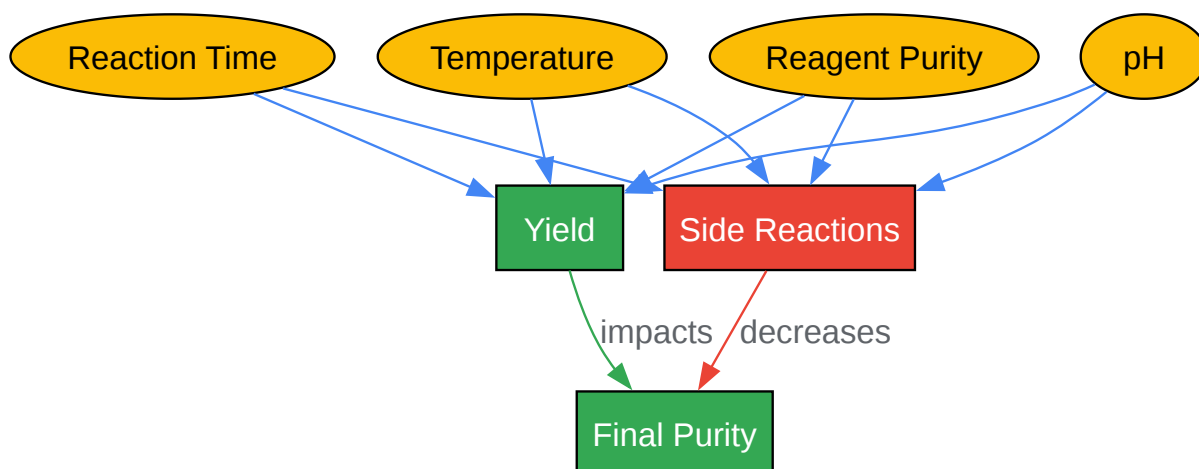 Reaction Time
Temperature
Reagent Purity
pH
Yield
Side Reactions
impacts
decreases
Final Purity